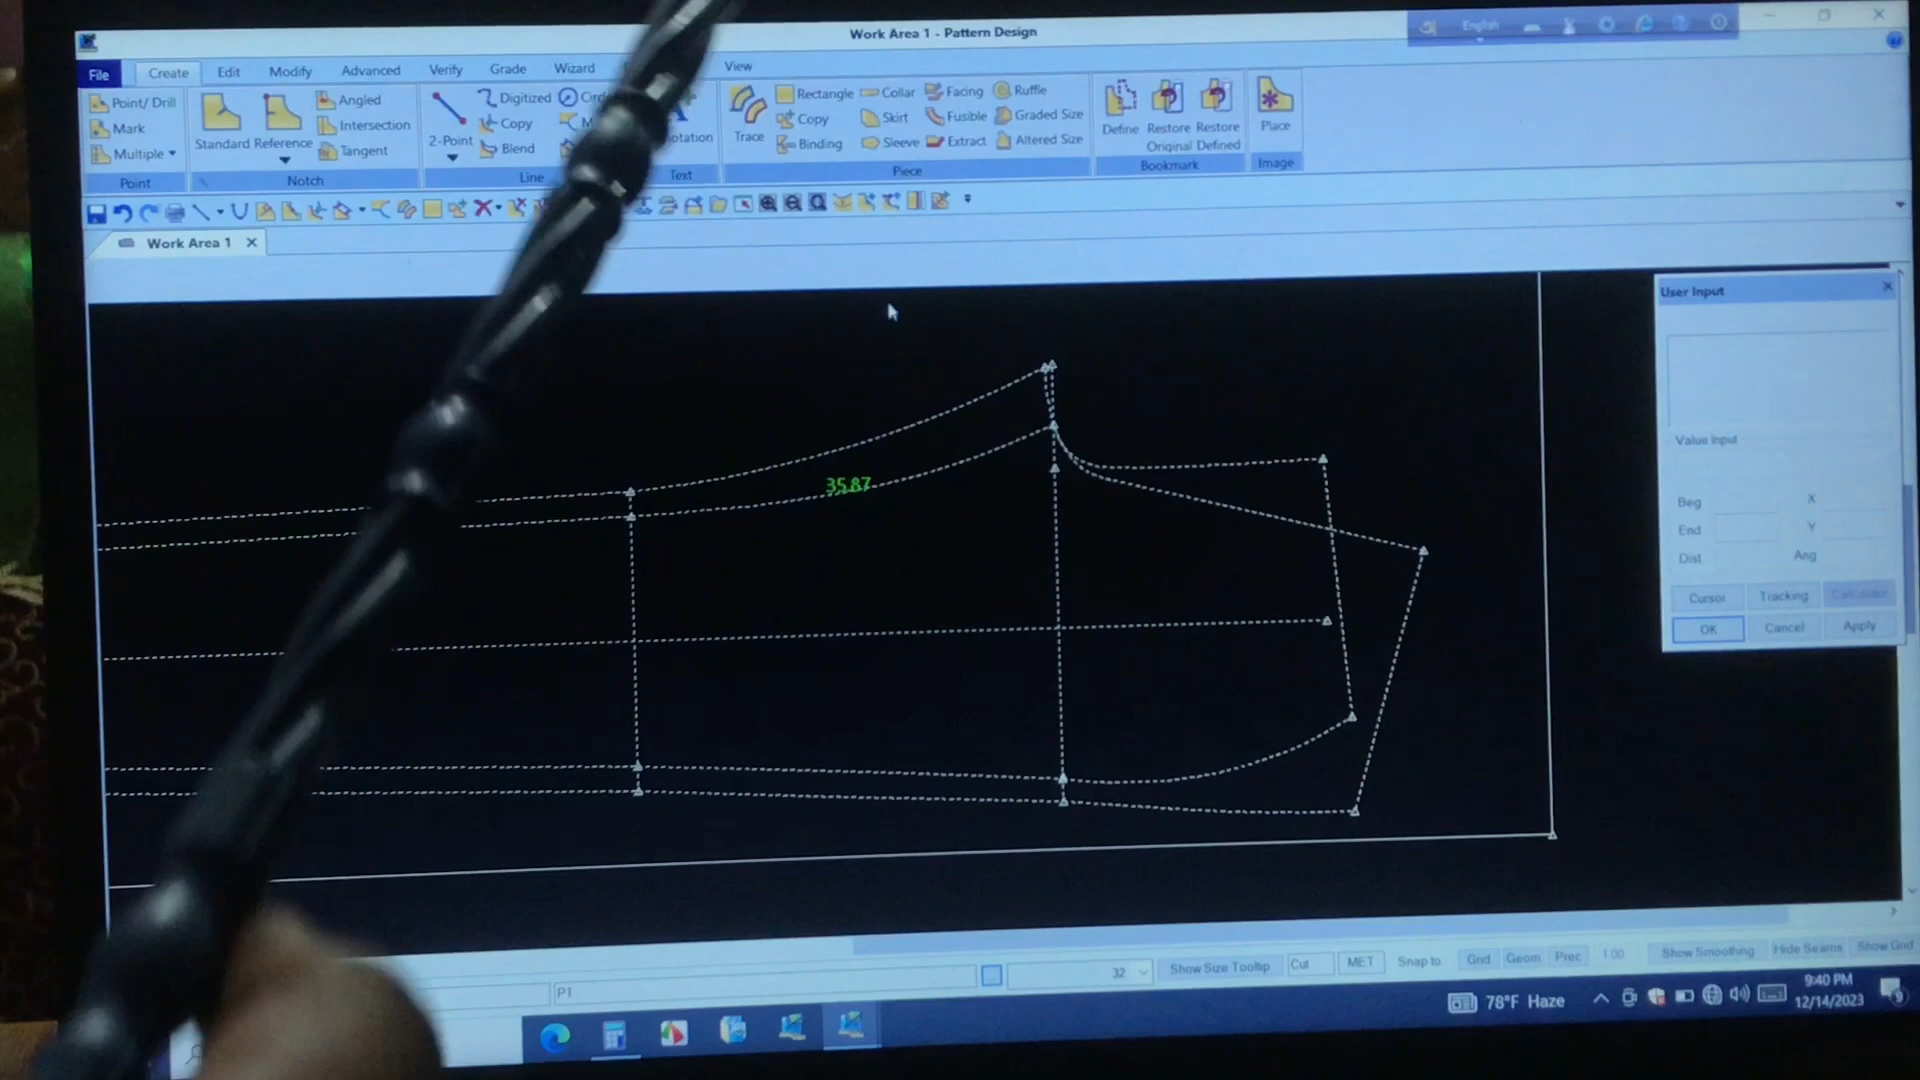 Work Area 1 - Pattern Design
English
File Create Edit Modify Advanced Verify Grade Wizard View
Point/ Drill
Mark
Multiple
Point
Standard
Reference
Angled
Intersection
Tangent
Notch
2-Point
Digitized
Copy
Blend
Line
Text
Trace
Rectangle
Copy
Binding
Collar
Skirt
Sleeve
Facing
Fusible
Extract
Ruffle
Graded Size
Altered Size
Piece
Define
Restore Original
Restore Defined
Bookmark
Place
Image
Work Area 1
35.87
User Input
Value Input
Beg X
End Y
Dist Ang
Cursor Tracking
OK Cancel Apply
P1
32
Show Size Tooltip
Cut
MET
Snap to
Geom
Prec
1.00
Show Smoothing
Hide Seams
78°F Haze
9:40 PM
12/14/2023